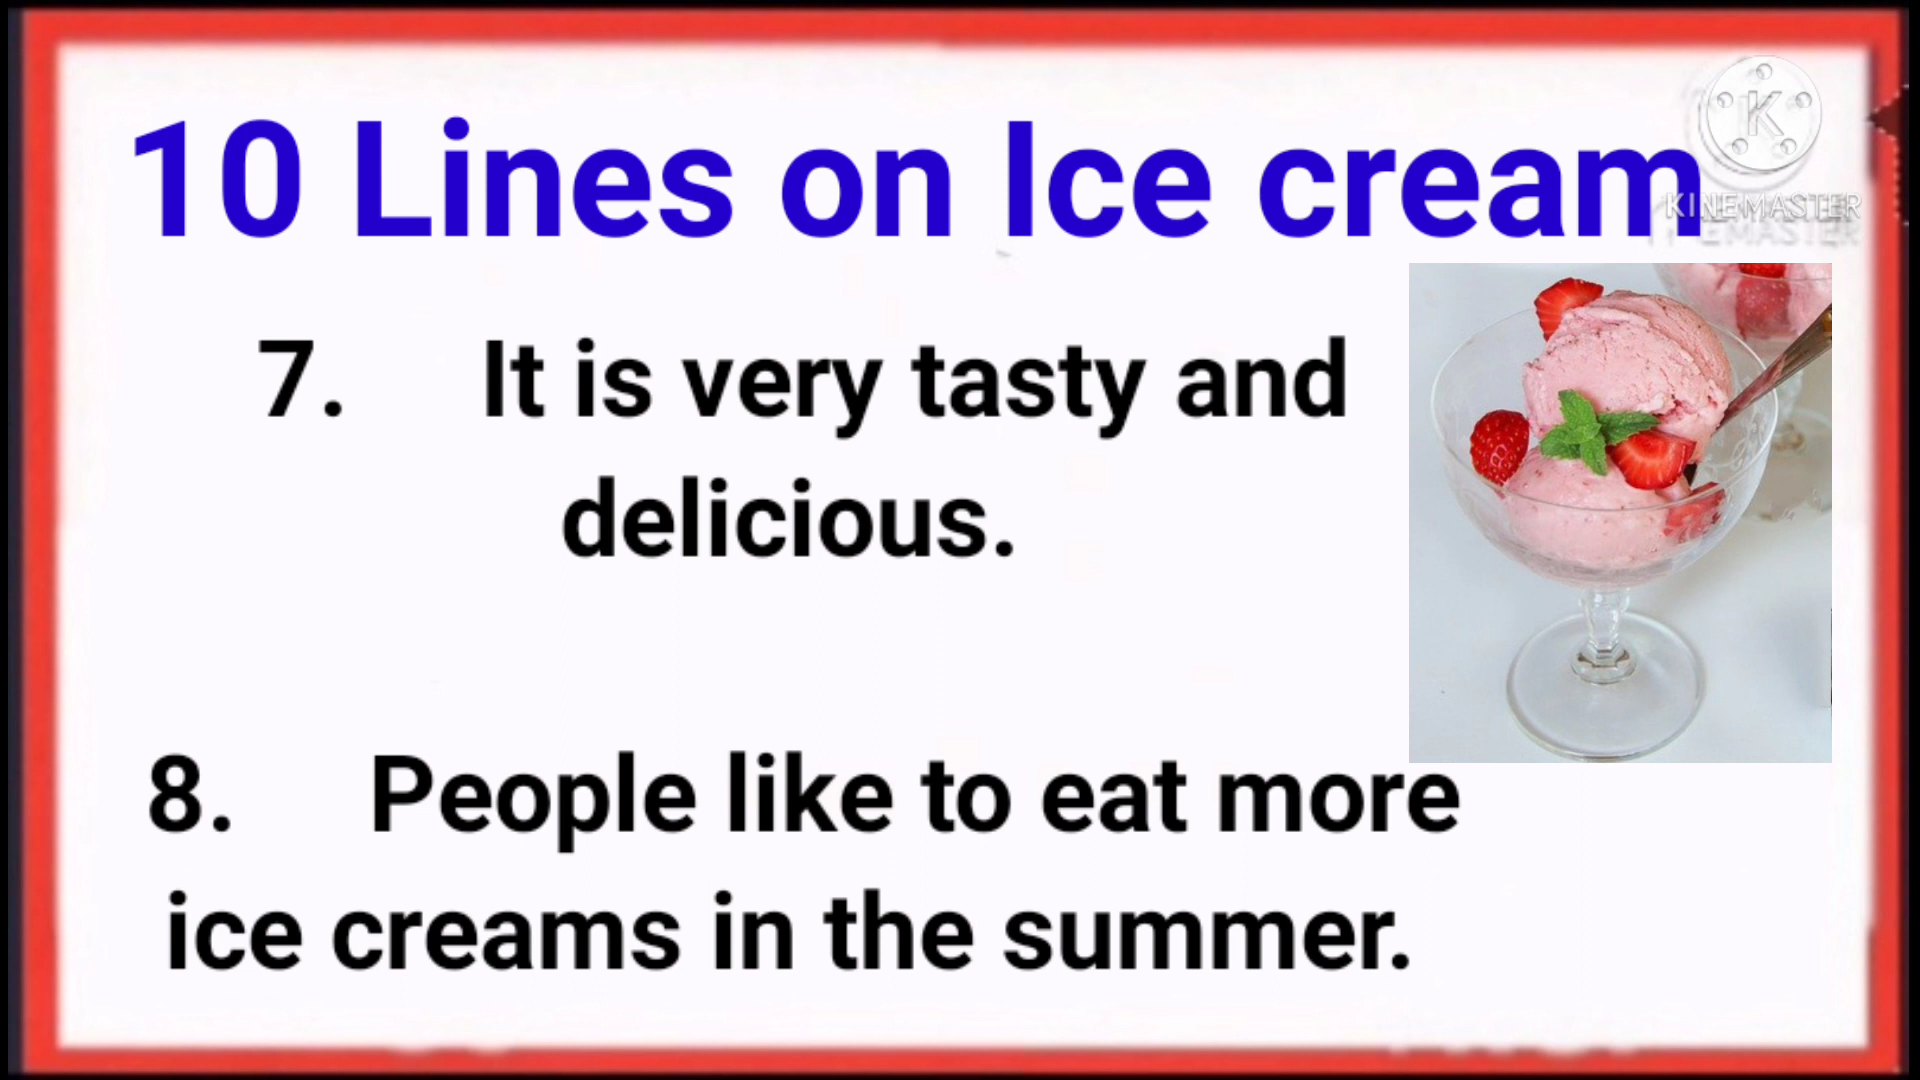 10 Lines on Ice cream
K
KINEMASTER
7. It is very tasty and
delicious.
8. People like to eat more
ice creams in the summer.